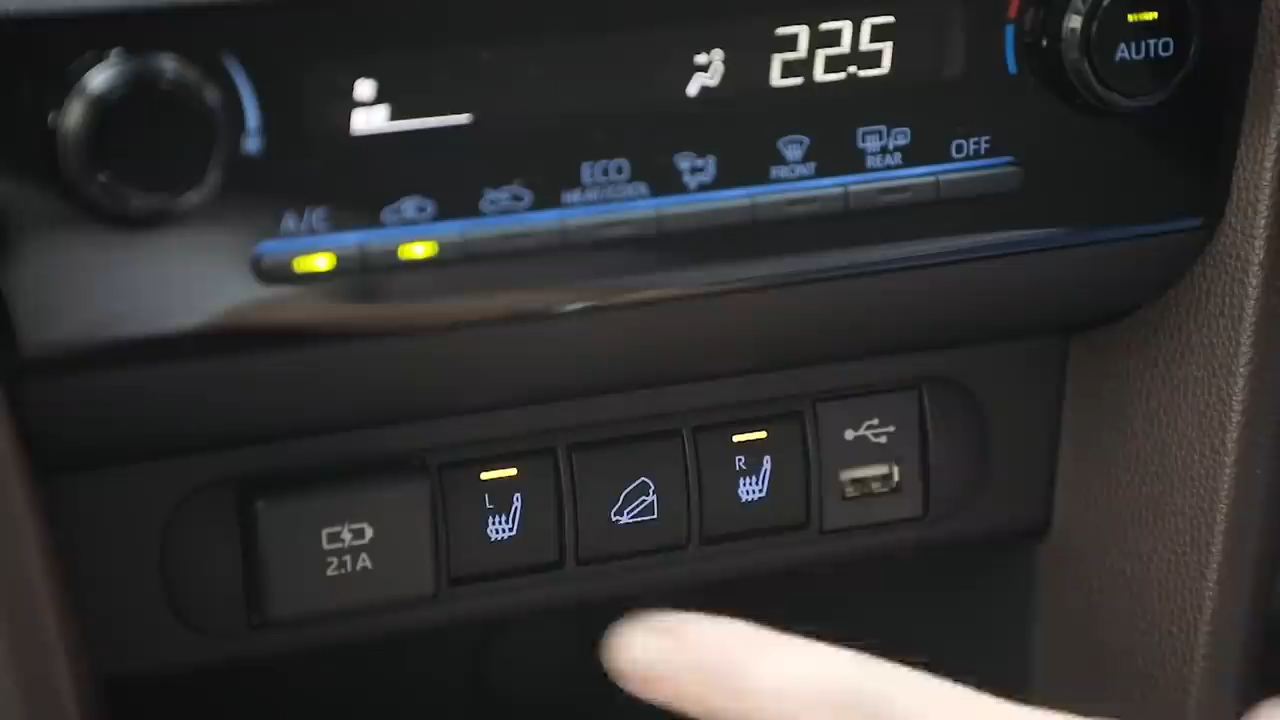 22.5
AUTO
A/C
ECO
HEAT/COOL
FRONT
REAR
OFF
L
R
2.1A